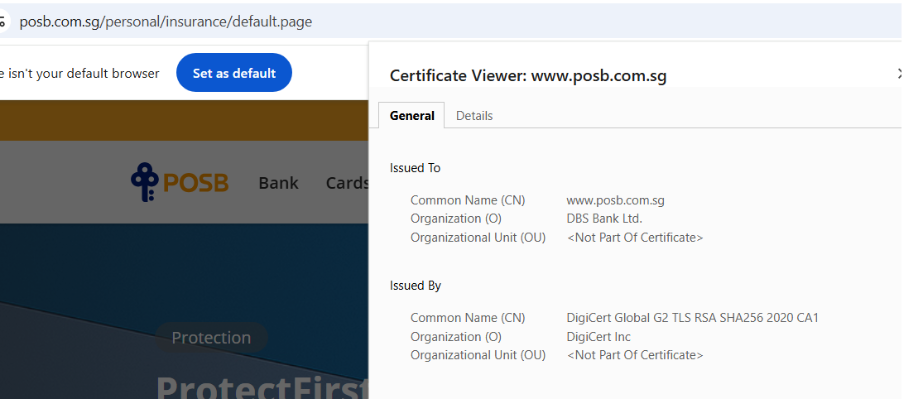 posb.com.sg/personal/insurance/default.page
e isn't your default browser Set as default
Certificate Viewer: www.posb.com.sg
General Details
POSB Bank Cards
Issued To
Common Name (CN) www.posb.com.sg
Organization (O) DBS Bank Ltd.
Organizational Unit (OU) <Not Part Of Certificate>
Issued By
Common Name (CN) DigiCert Global G2 TLS RSA SHA256 2020 CA1
Organization (O) DigiCert Inc
Organizational Unit (OU) <Not Part Of Certificate>
Protection
ProtectFirst